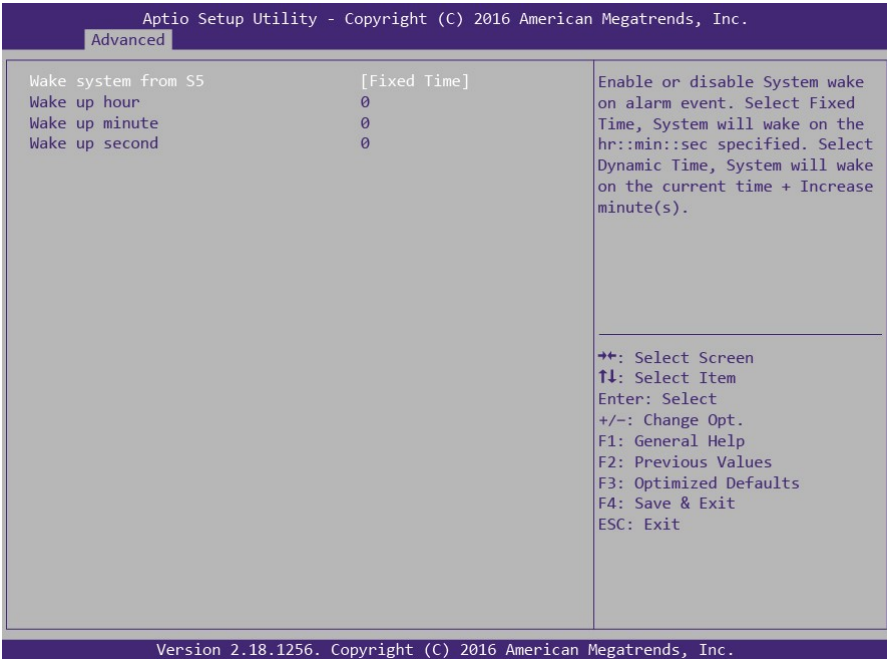 Aptio Setup Utility - Copyright (C) 2016 American Megatrends, Inc.
Advanced
Wake system from S5 [Fixed Time]
Wake up hour 0
Wake up minute 0
Wake up second 0
Enable or disable System wake
on alarm event. Select Fixed
Time, System will wake on the
hr::min::sec specified. Select
Dynamic Time, System will wake
on the current time + Increase
minute(s).
→←: Select Screen
↑↓: Select Item
Enter: Select
+/-: Change Opt.
F1: General Help
F2: Previous Values
F3: Optimized Defaults
F4: Save & Exit
ESC: Exit
Version 2.18.1256. Copyright (C) 2016 American Megatrends, Inc.